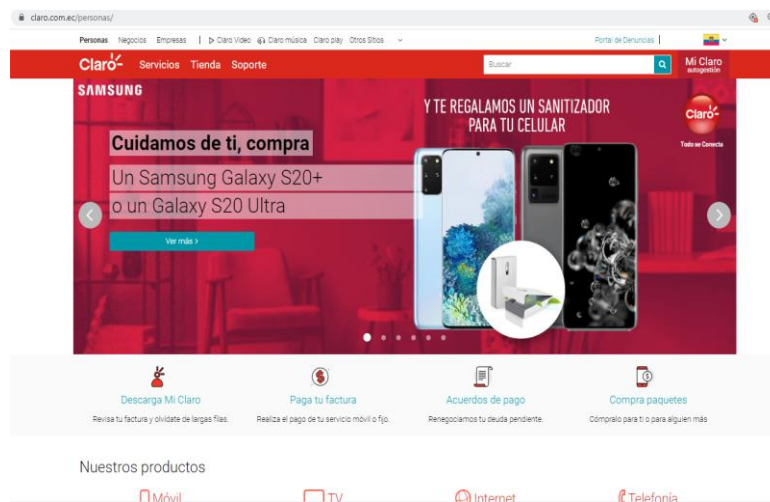 claro.com.ec/personas/
Personas Negocios Empresas | Claro Video Claro música Claro play Otros Sitios Portal de Denuncias |
Claro Servicios Tienda Soporte Buscar Mi Claro
autogestión
SAMSUNG
Y TE REGALAMOS UN SANITIZADOR
PARA TU CELULAR
Claro
Todo se Conecta
Cuidamos de ti, compra
Un Samsung Galaxy S20+
o un Galaxy S20 Ultra
Ver más >
Descarga Mi Claro Paga tu factura Acuerdos de pago Compra paquetes
Revisa tu factura y olvídate de largas filas. Realiza el pago de tu servicio móvil o fijo. Renegociamos tu deuda pendiente. Cómpralo para ti o para alguien más
Nuestros productos
Móvil TV Internet Telefonía